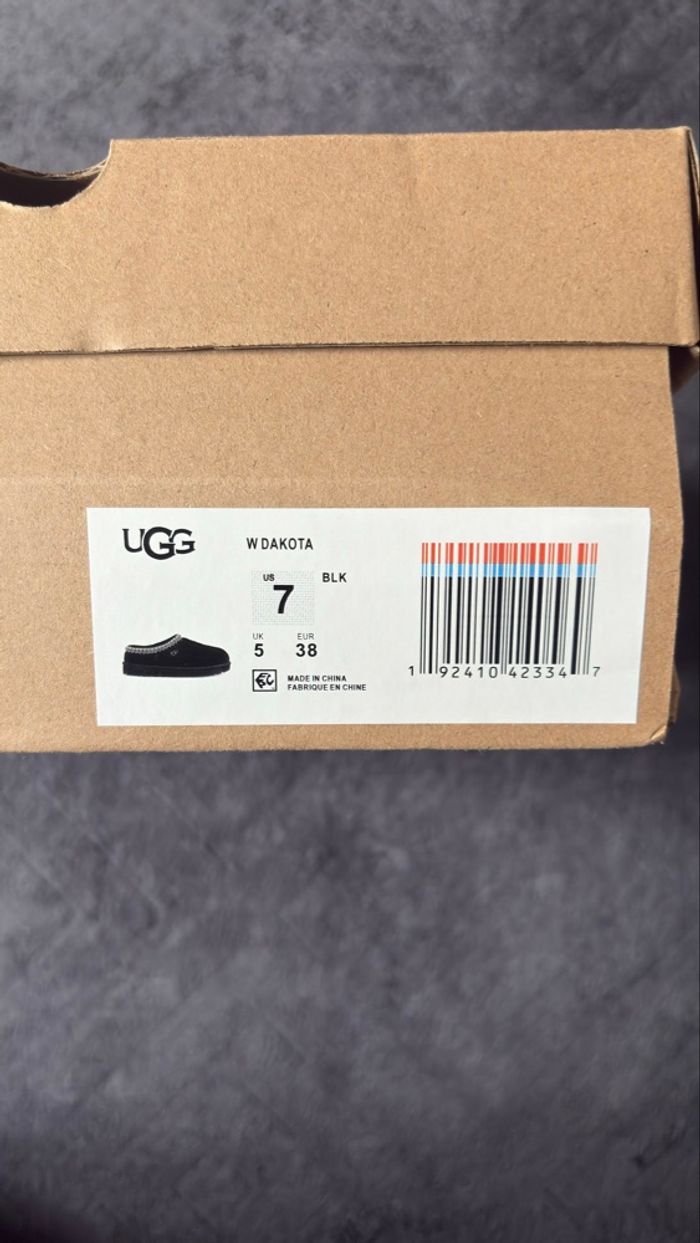 UGG
W DAKOTA
US
7
BLK
UK EUR
5 38
MADE IN CHINA
FABRIQUE EN CHINE
1 92410 42334 7